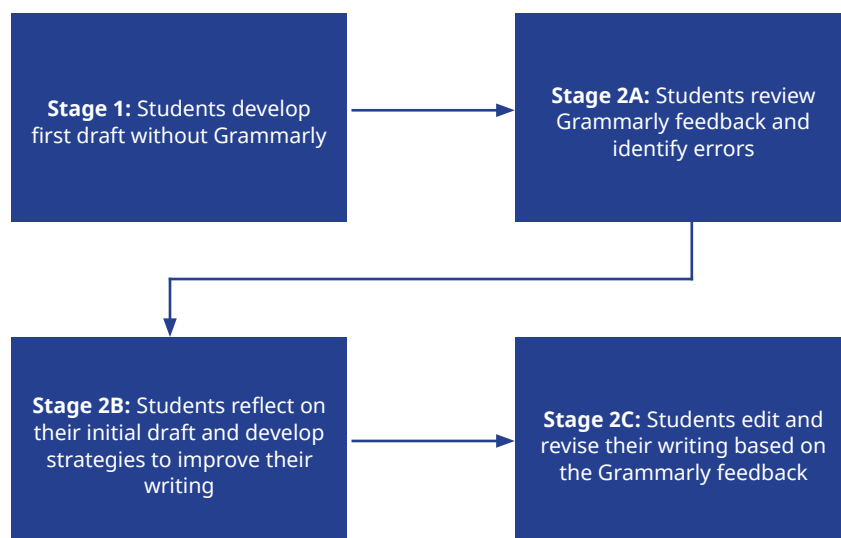 Stage 1: Students develop
first draft without Grammarly
Stage 2A: Students review
Grammarly feedback and
identify errors
Stage 2B: Students reflect on
their initial draft and develop
strategies to improve their
writing
Stage 2C: Students edit and
revise their writing based on
the Grammarly feedback